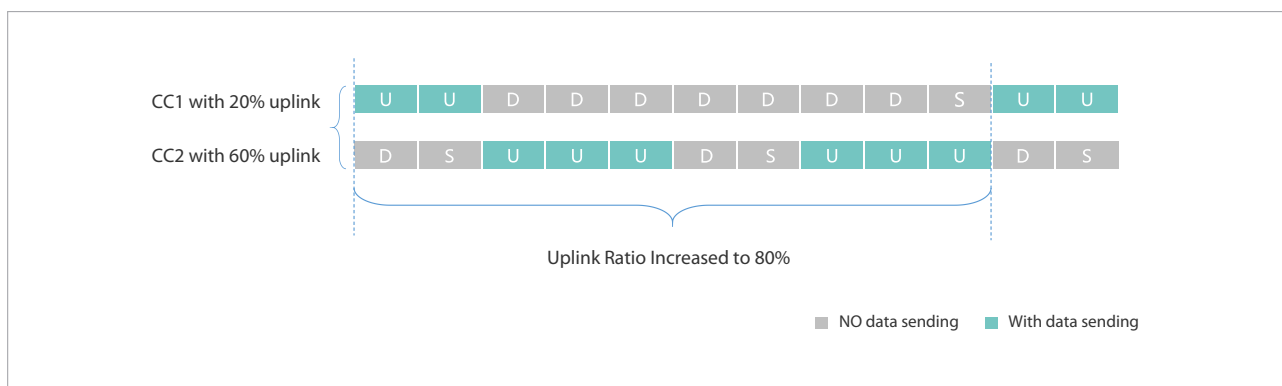 CC1 with 20% uplink U U D D D D D D D S U U
CC2 with 60% uplink D S U U U D S U U U D S
Uplink Ratio Increased to 80%
NO data sending With data sending